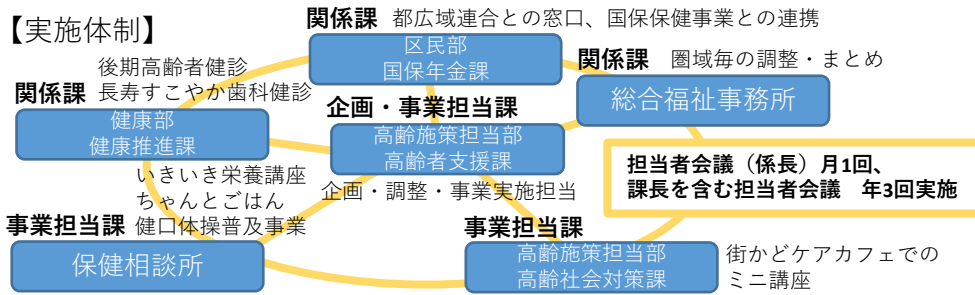 【実施体制】
関係課 都広域連合との窓口、国保保健事業との連携
区民部
国保年金課
後期高齢者健診
関係課 長寿すこやか歯科健診
健康部
健康推進課
関係課 圏域毎の調整・まとめ
総合福祉事務所
企画・事業担当課
高齢施策担当部
高齢者支援課
企画・調整・事業実施担当
担当者会議（係長）月1回、
課長を含む担当者会議 年3回実施
いきいき栄養講座
ちゃんとごはん
事業担当課 健口体操普及事業
保健相談所
事業担当課
高齢施策担当部
高齢社会対策課
街かどケアカフェでの
ミニ講座